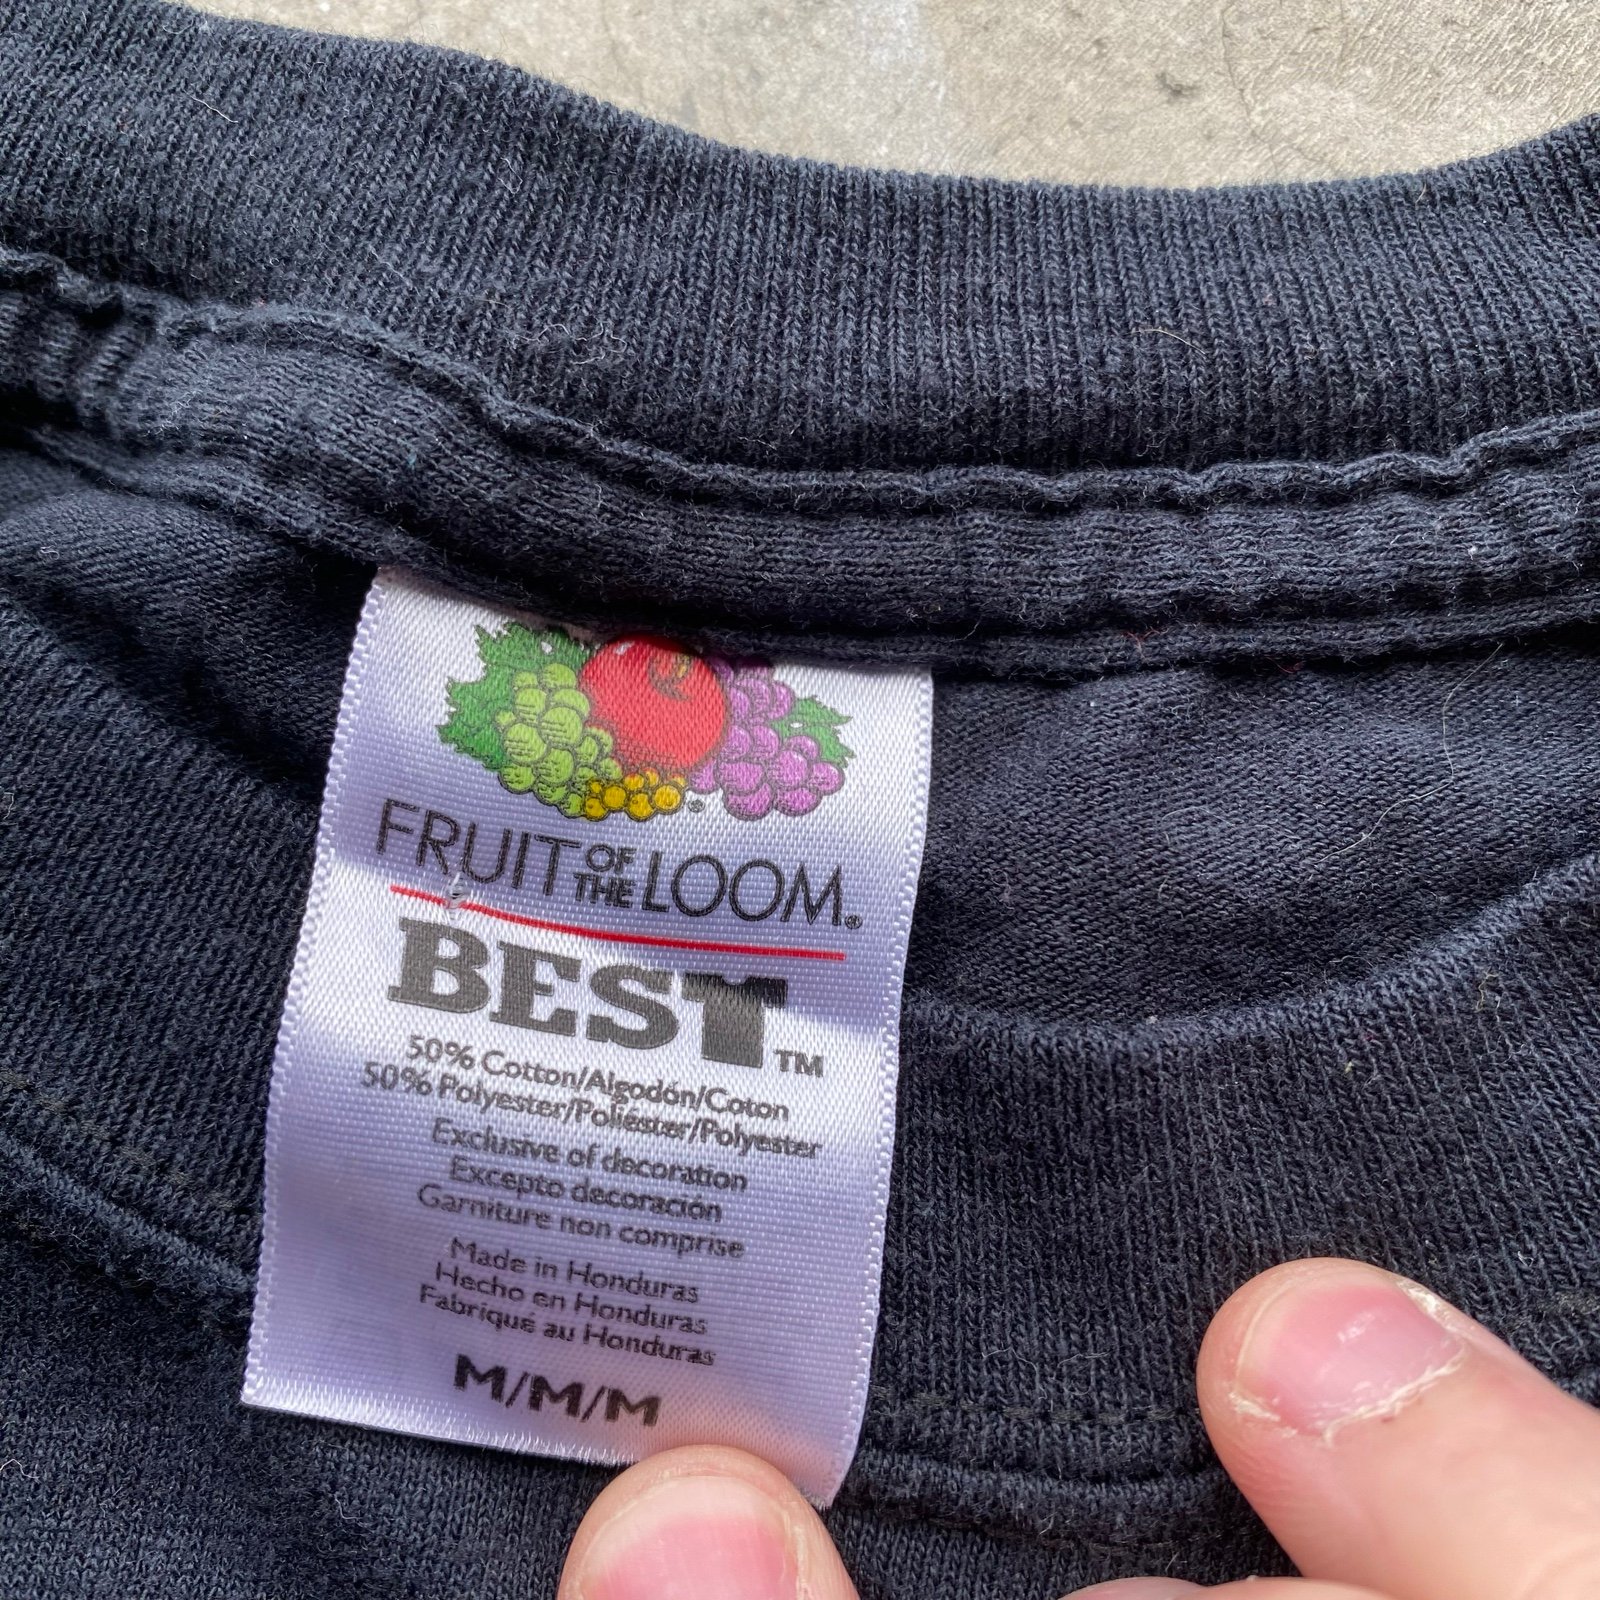 FRUIT OF THE LOOM®
BEST™
50% Cotton/Algodón/Coton
50% Polyester/Poliéster/Polyester
Exclusive of decoration
Excepto decoración
Garniture non comprise
Made in Honduras
Hecho en Honduras
Fabriqué au Honduras
M/M/M